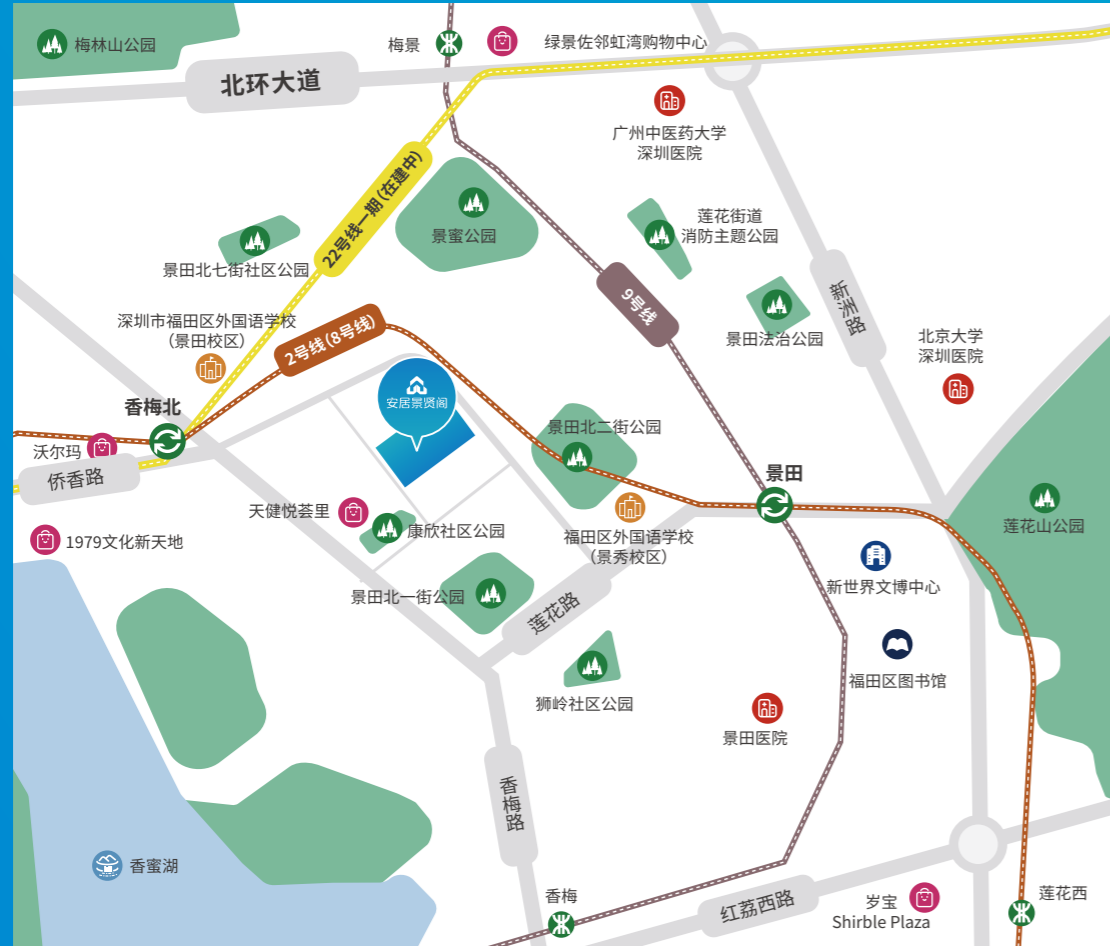 梅林山公园
梅景
绿景佐邻虹湾购物中心
北环大道
广州中医药大学
深圳医院
22号线一期(在建中)
景蜜公园
莲花街道
消防主题公园
景田北七街社区公园
9号线
新洲路
深圳市福田区外国语学校
(景田校区)
2号线(8号线)
景田法治公园
北京大学
深圳医院
安居景贤阁
香梅北
沃尔玛
侨香路
景田北二街公园
景田
天健悦荟里
康欣社区公园
莲花山公园
1979文化新天地
福田区外国语学校
(景秀校区)
新世界文博中心
景田北一街公园
莲花路
福田区图书馆
狮岭社区公园
景田医院
香梅路
香蜜湖
香梅
红荔西路
岁宝
Shirble Plaza
莲花西